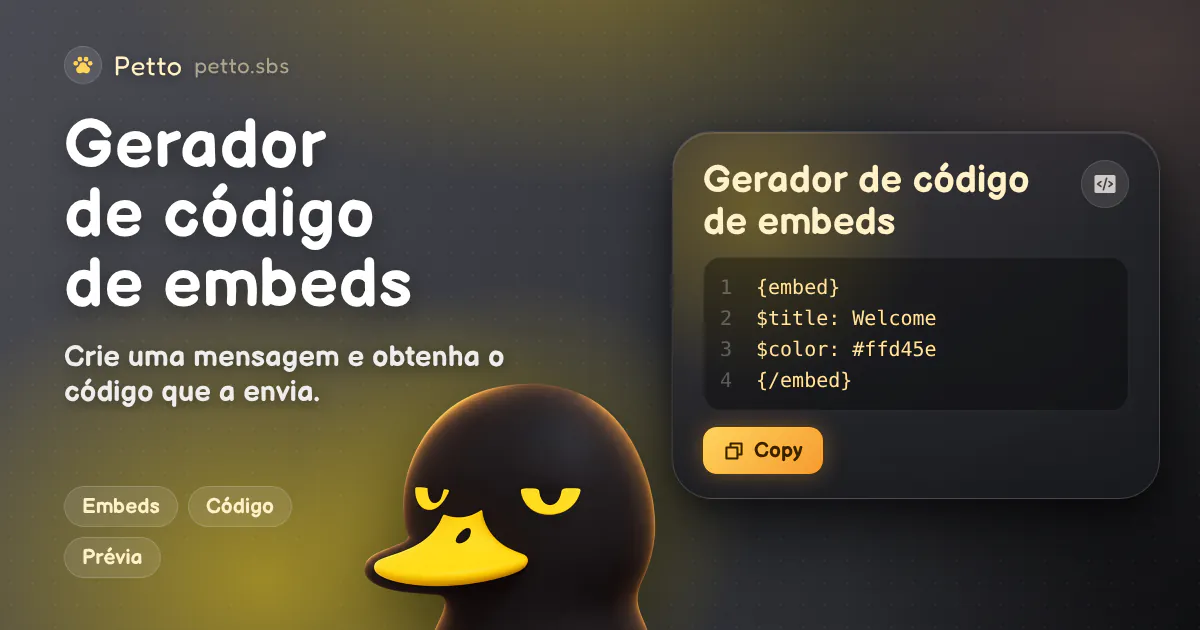 Petto petto.sbs
Gerador
de código
de embeds
Crie uma mensagem e obtenha o
código que a envia.
Embeds
Código
Prévia
Gerador de código
de embeds
</>
1 {embed}
2 $title: Welcome
3 $color: #ffd45e
4 {/embed}
Copy